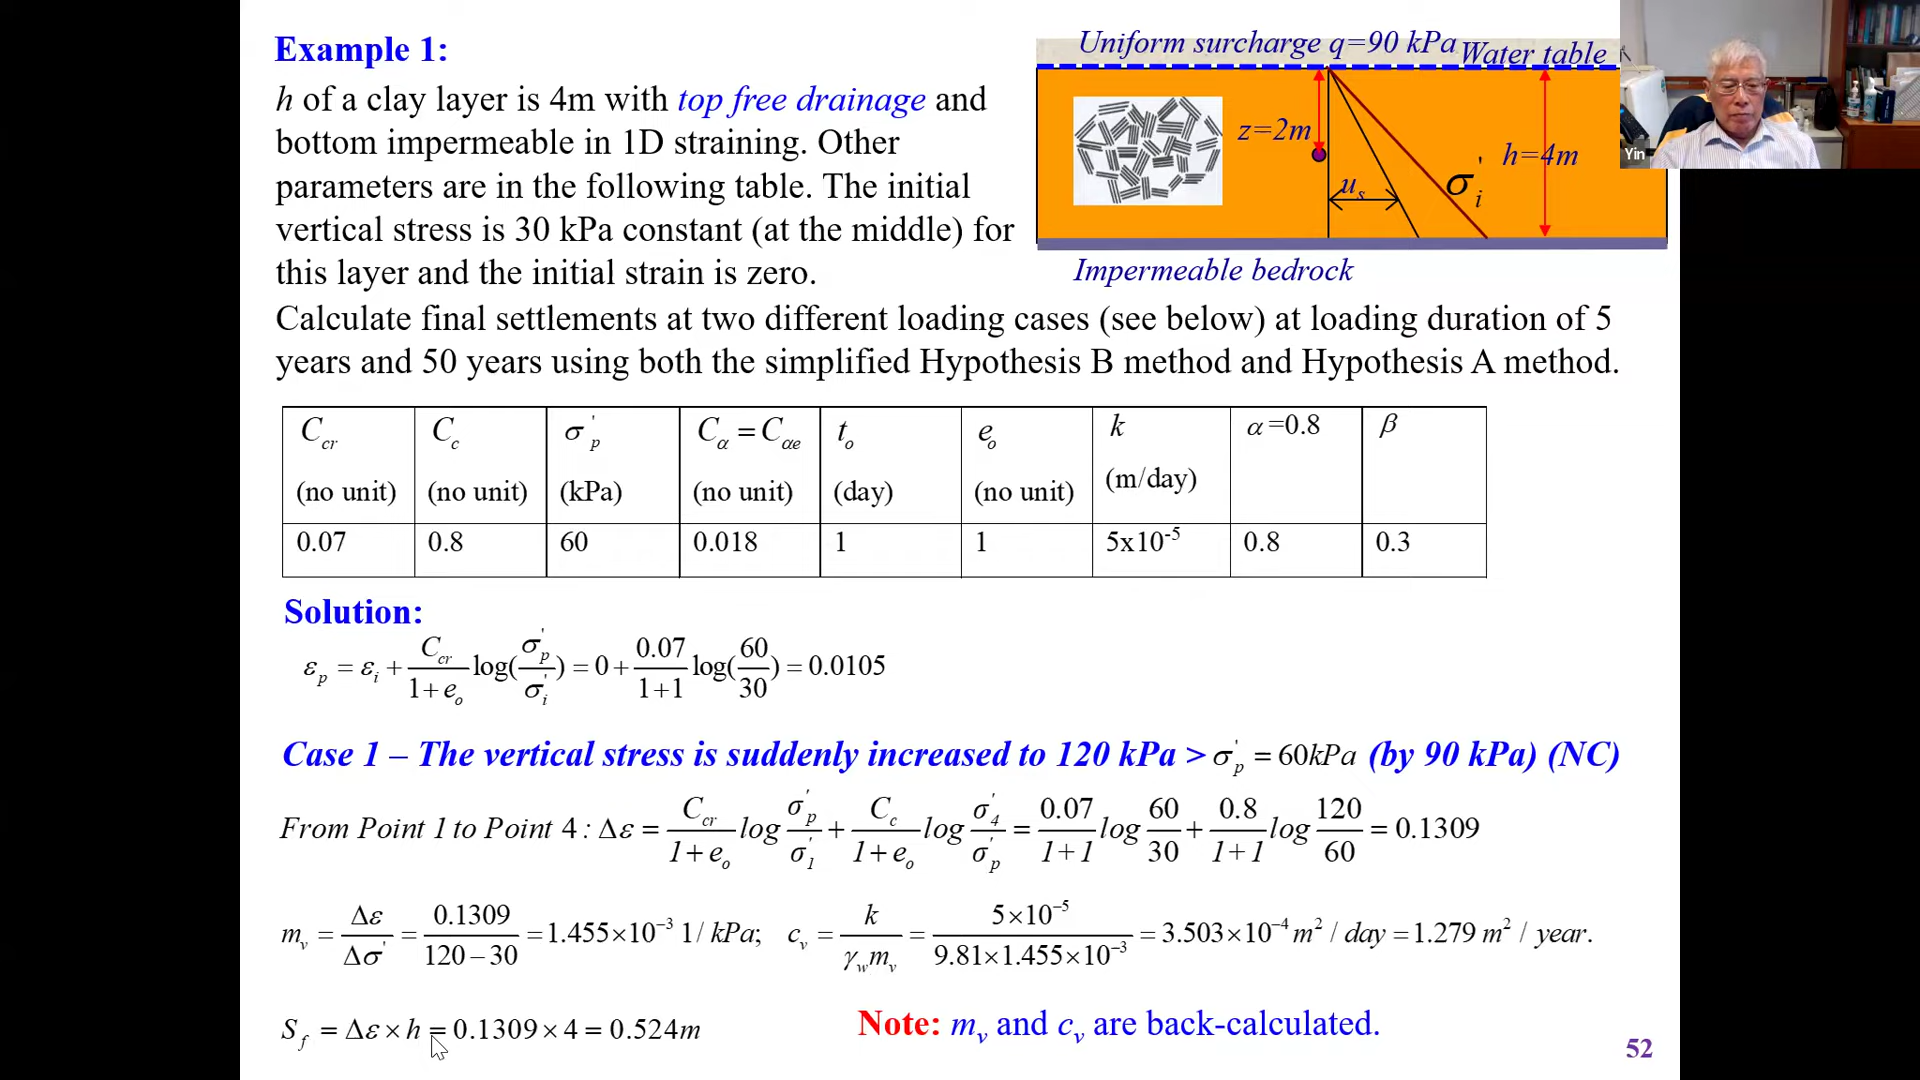 Example 1:
h of a clay layer is 4m with top free drainage and
bottom impermeable in 1D straining. Other
parameters are in the following table. The initial
vertical stress is 30 kPa constant (at the middle) for
this layer and the initial strain is zero.
Uniform surcharge q=90 kPa
Water table
z=2m
u_s
σ'_i
h=4m
Impermeable bedrock
Yin
Calculate final settlements at two different loading cases (see below) at loading duration of 5
years and 50 years using both the simplified Hypothesis B method and Hypothesis A method.
C_cr C_c σ'_p C_α = C_αe t_o e_o k α=0.8 β
(no unit) (no unit) (kPa) (no unit) (day) (no unit) (m/day)
0.07 0.8 60 0.018 1 1 5x10^-5 0.8 0.3
Solution:
ε_p = ε_i + C_cr/(1+e_o) log(σ'_p/σ'_i) = 0 + 0.07/(1+1) log(60/30) = 0.0105
Case 1 – The vertical stress is suddenly increased to 120 kPa > σ'_p = 60kPa (by 90 kPa) (NC)
From Point 1 to Point 4 : Δε = C_cr/(1+e_o) log σ'_p/σ'_1 + C_c/(1+e_o) log σ'_4/σ'_p = 0.07/(1+1) log 60/30 + 0.8/(1+1) log 120/60 = 0.1309
m_v = Δε/Δσ' = 0.1309/(120−30) = 1.455×10^−3 1/kPa; c_v = k/(γ_w m_v) = 5×10^−5/(9.81×1.455×10^−3) = 3.503×10^−4 m^2 / day = 1.279 m^2 / year.
S_f = Δε × h = 0.1309 × 4 = 0.524m
Note: m_v and c_v are back-calculated.
52